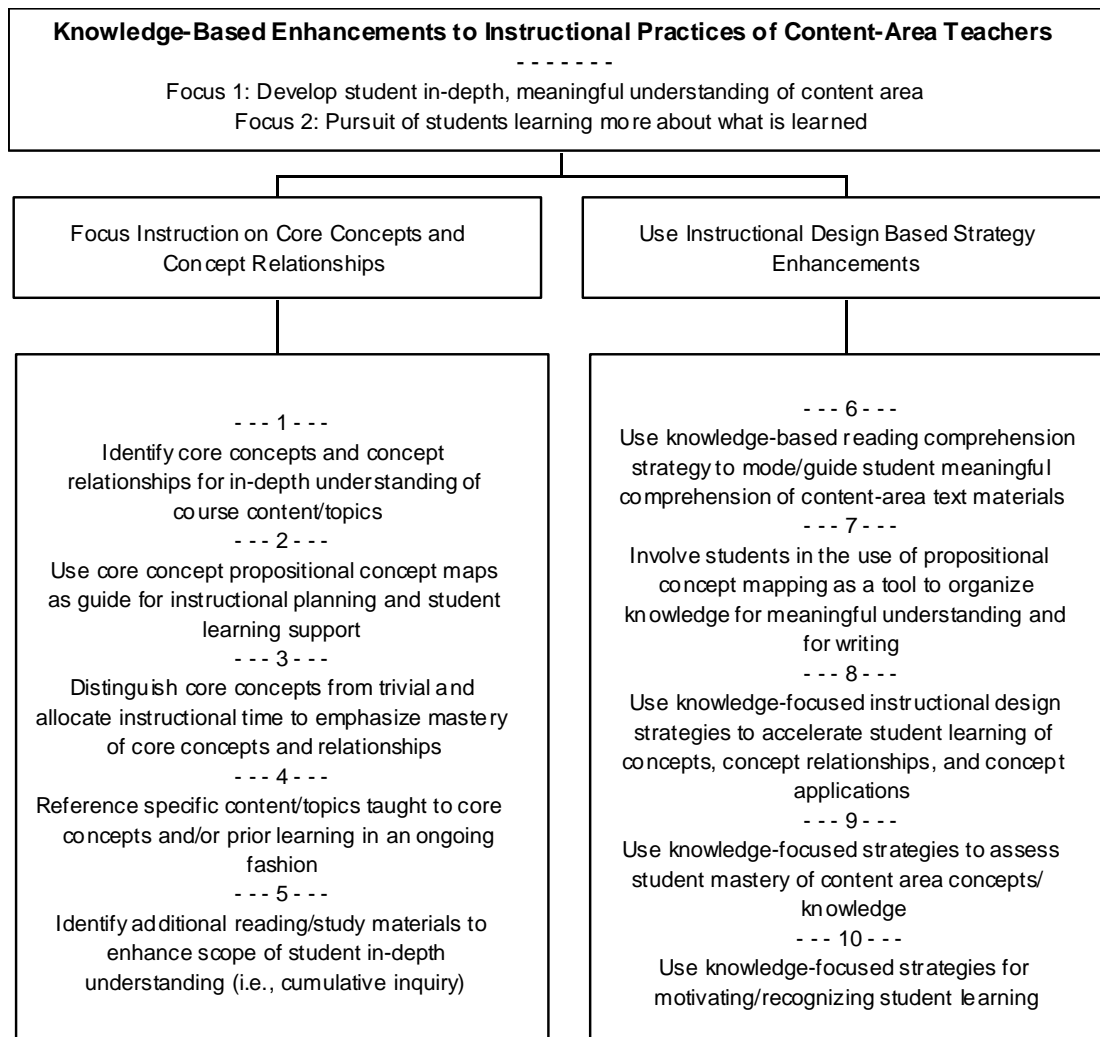 Knowledge-Based Enhancements to Instructional Practices of Content-Area Teachers
- - - - - - -
Focus 1: Develop student in-depth, meaningful understanding of content area
Focus 2: Pursuit of students learning more about what is learned
Focus Instruction on Core Concepts and
Concept Relationships
Use Instructional Design Based Strategy
Enhancements
- - - 1 - - -
Identify core concepts and concept
relationships for in-depth understanding of
course content/topics
- - - 2 - - -
Use core concept propositional concept maps
as guide for instructional planning and student
learning support
- - - 3 - - -
Distinguish core concepts from trivial and
allocate instructional time to emphasize mastery
of core concepts and relationships
- - - 4 - - -
Reference specific content/topics taught to core
concepts and/or prior learning in an ongoing
fashion
- - - 5 - - -
Identify additional reading/study materials to
enhance scope of student in-depth
understanding (i.e., cumulative inquiry)
- - - 6 - - -
Use knowledge-based reading comprehension
strategy to mode/guide student meaningful
comprehension of content-area text materials
- - - 7 - - -
Involve students in the use of propositional
concept mapping as a tool to organize
knowledge for meaningful understanding and
for writing
- - - 8 - - -
Use knowledge-focused instructional design
strategies to accelerate student learning of
concepts, concept relationships, and concept
applications
- - - 9 - - -
Use knowledge-focused strategies to assess
student mastery of content area concepts/
knowledge
- - - 10 - - -
Use knowledge-focused strategies for
motivating/recognizing student learning